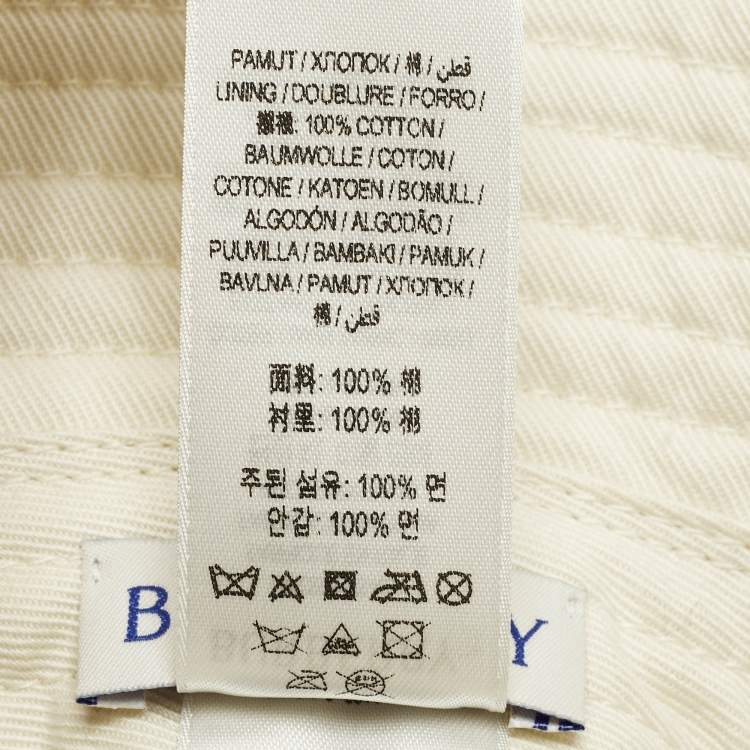 PAMUT / ХЛОПОК / 棉 / قطن
LINING / DOUBLURE / FORRO /
100% COTTON /
BAUMWOLLE / COTON /
COTONE / KATOEN / BOMULL /
ALGODÓN / ALGODÃO /
PUUVILLA / BAMBAKI / PAMUK /
BAVLNA / PAMUT / ХЛОПОК /
棉 / قطن
面料: 100% 棉
衬里: 100% 棉
주된 섬유: 100% 면
안감: 100% 면
B
Y